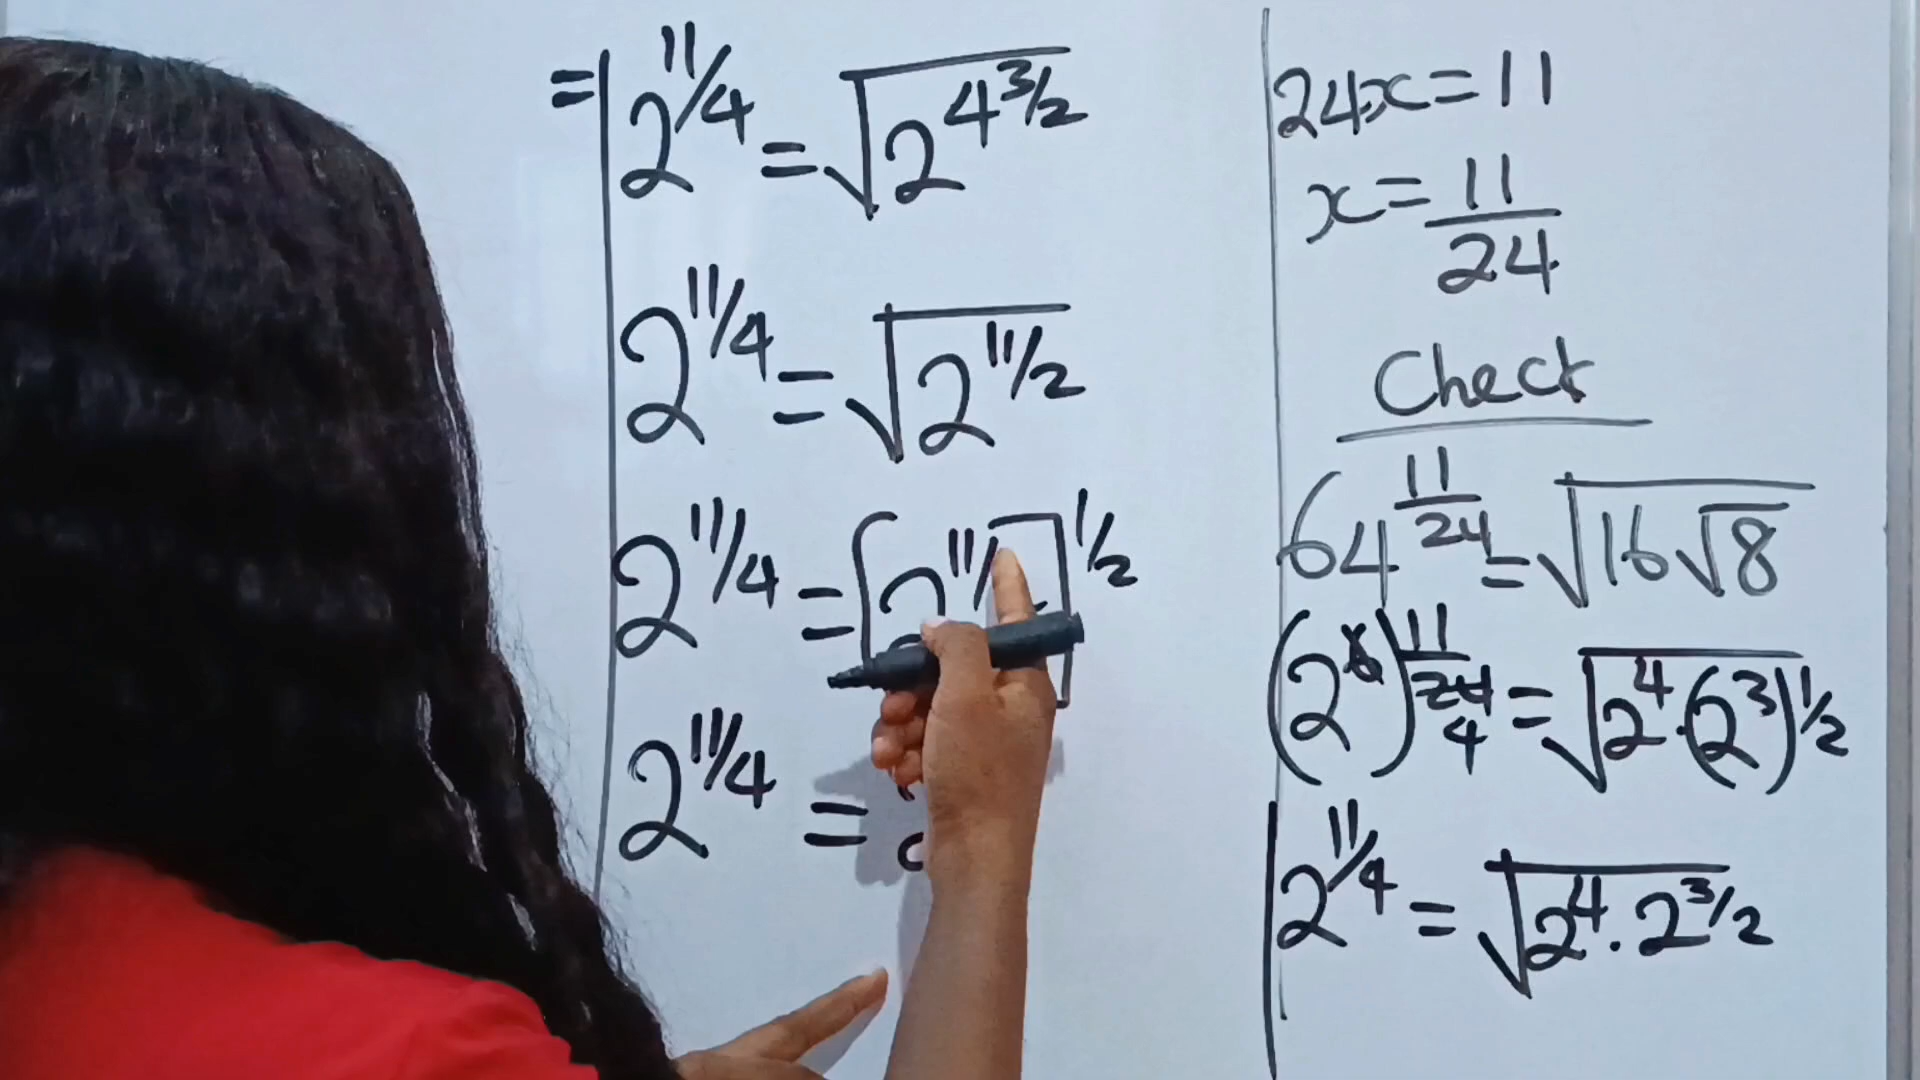 = 2^{11/4} = √(2^{4 3/2})
2^{11/4} = √(2^{11/2})
2^{11/4} = [2^{11/
]^{1/2}
2^{11/4} =
24x = 11
x = 11/24
Check
64^{11/24} = √(16√8)
(2^6)^{11/24 4} = √(2^4 · (2^3)^{1/2})
2^{11/4} = √(2^4 · 2^{3/2})